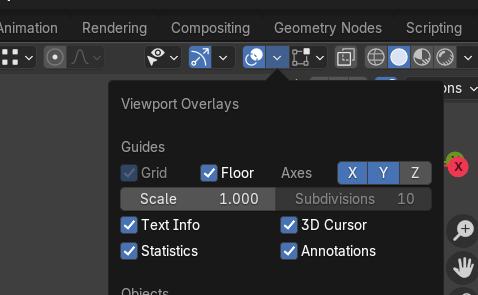 Animation Rendering Compositing Geometry Nodes Scripting
ons
Viewport Overlays
Guides
Grid Floor Axes X Y Z
X
Scale 1.000 Subdivisions 10
Text Info 3D Cursor
Statistics Annotations
Objects